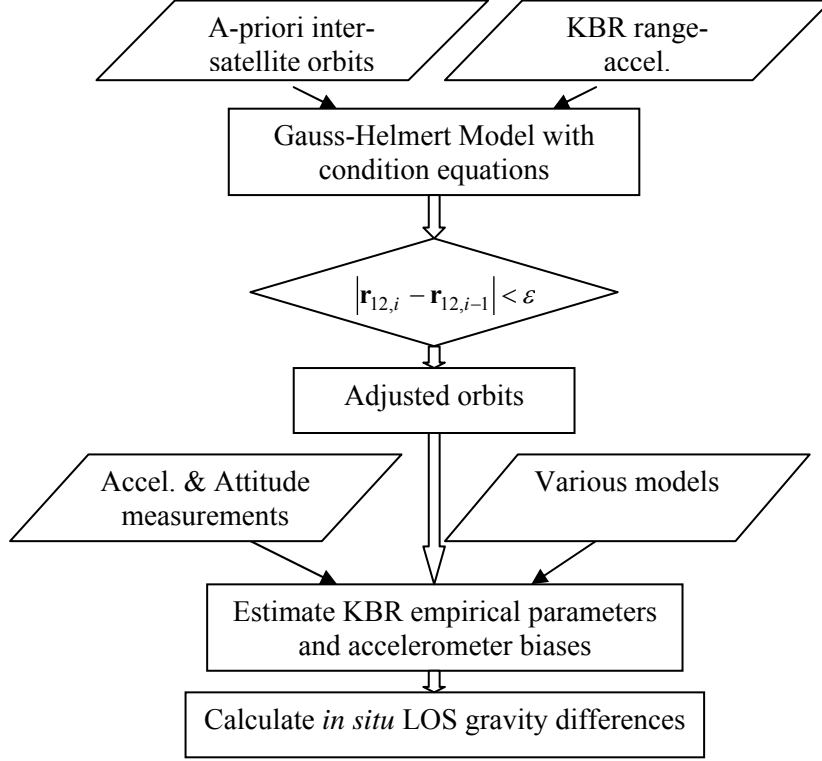 A-priori inter-
satellite orbits
KBR range-
accel.
Gauss-Helmert Model with
condition equations
|r₁₂,ᵢ − r₁₂,ᵢ₋₁| < ε
Adjusted orbits
Accel. & Attitude
measurements
Various models
Estimate KBR empirical parameters
and accelerometer biases
Calculate in situ LOS gravity differences